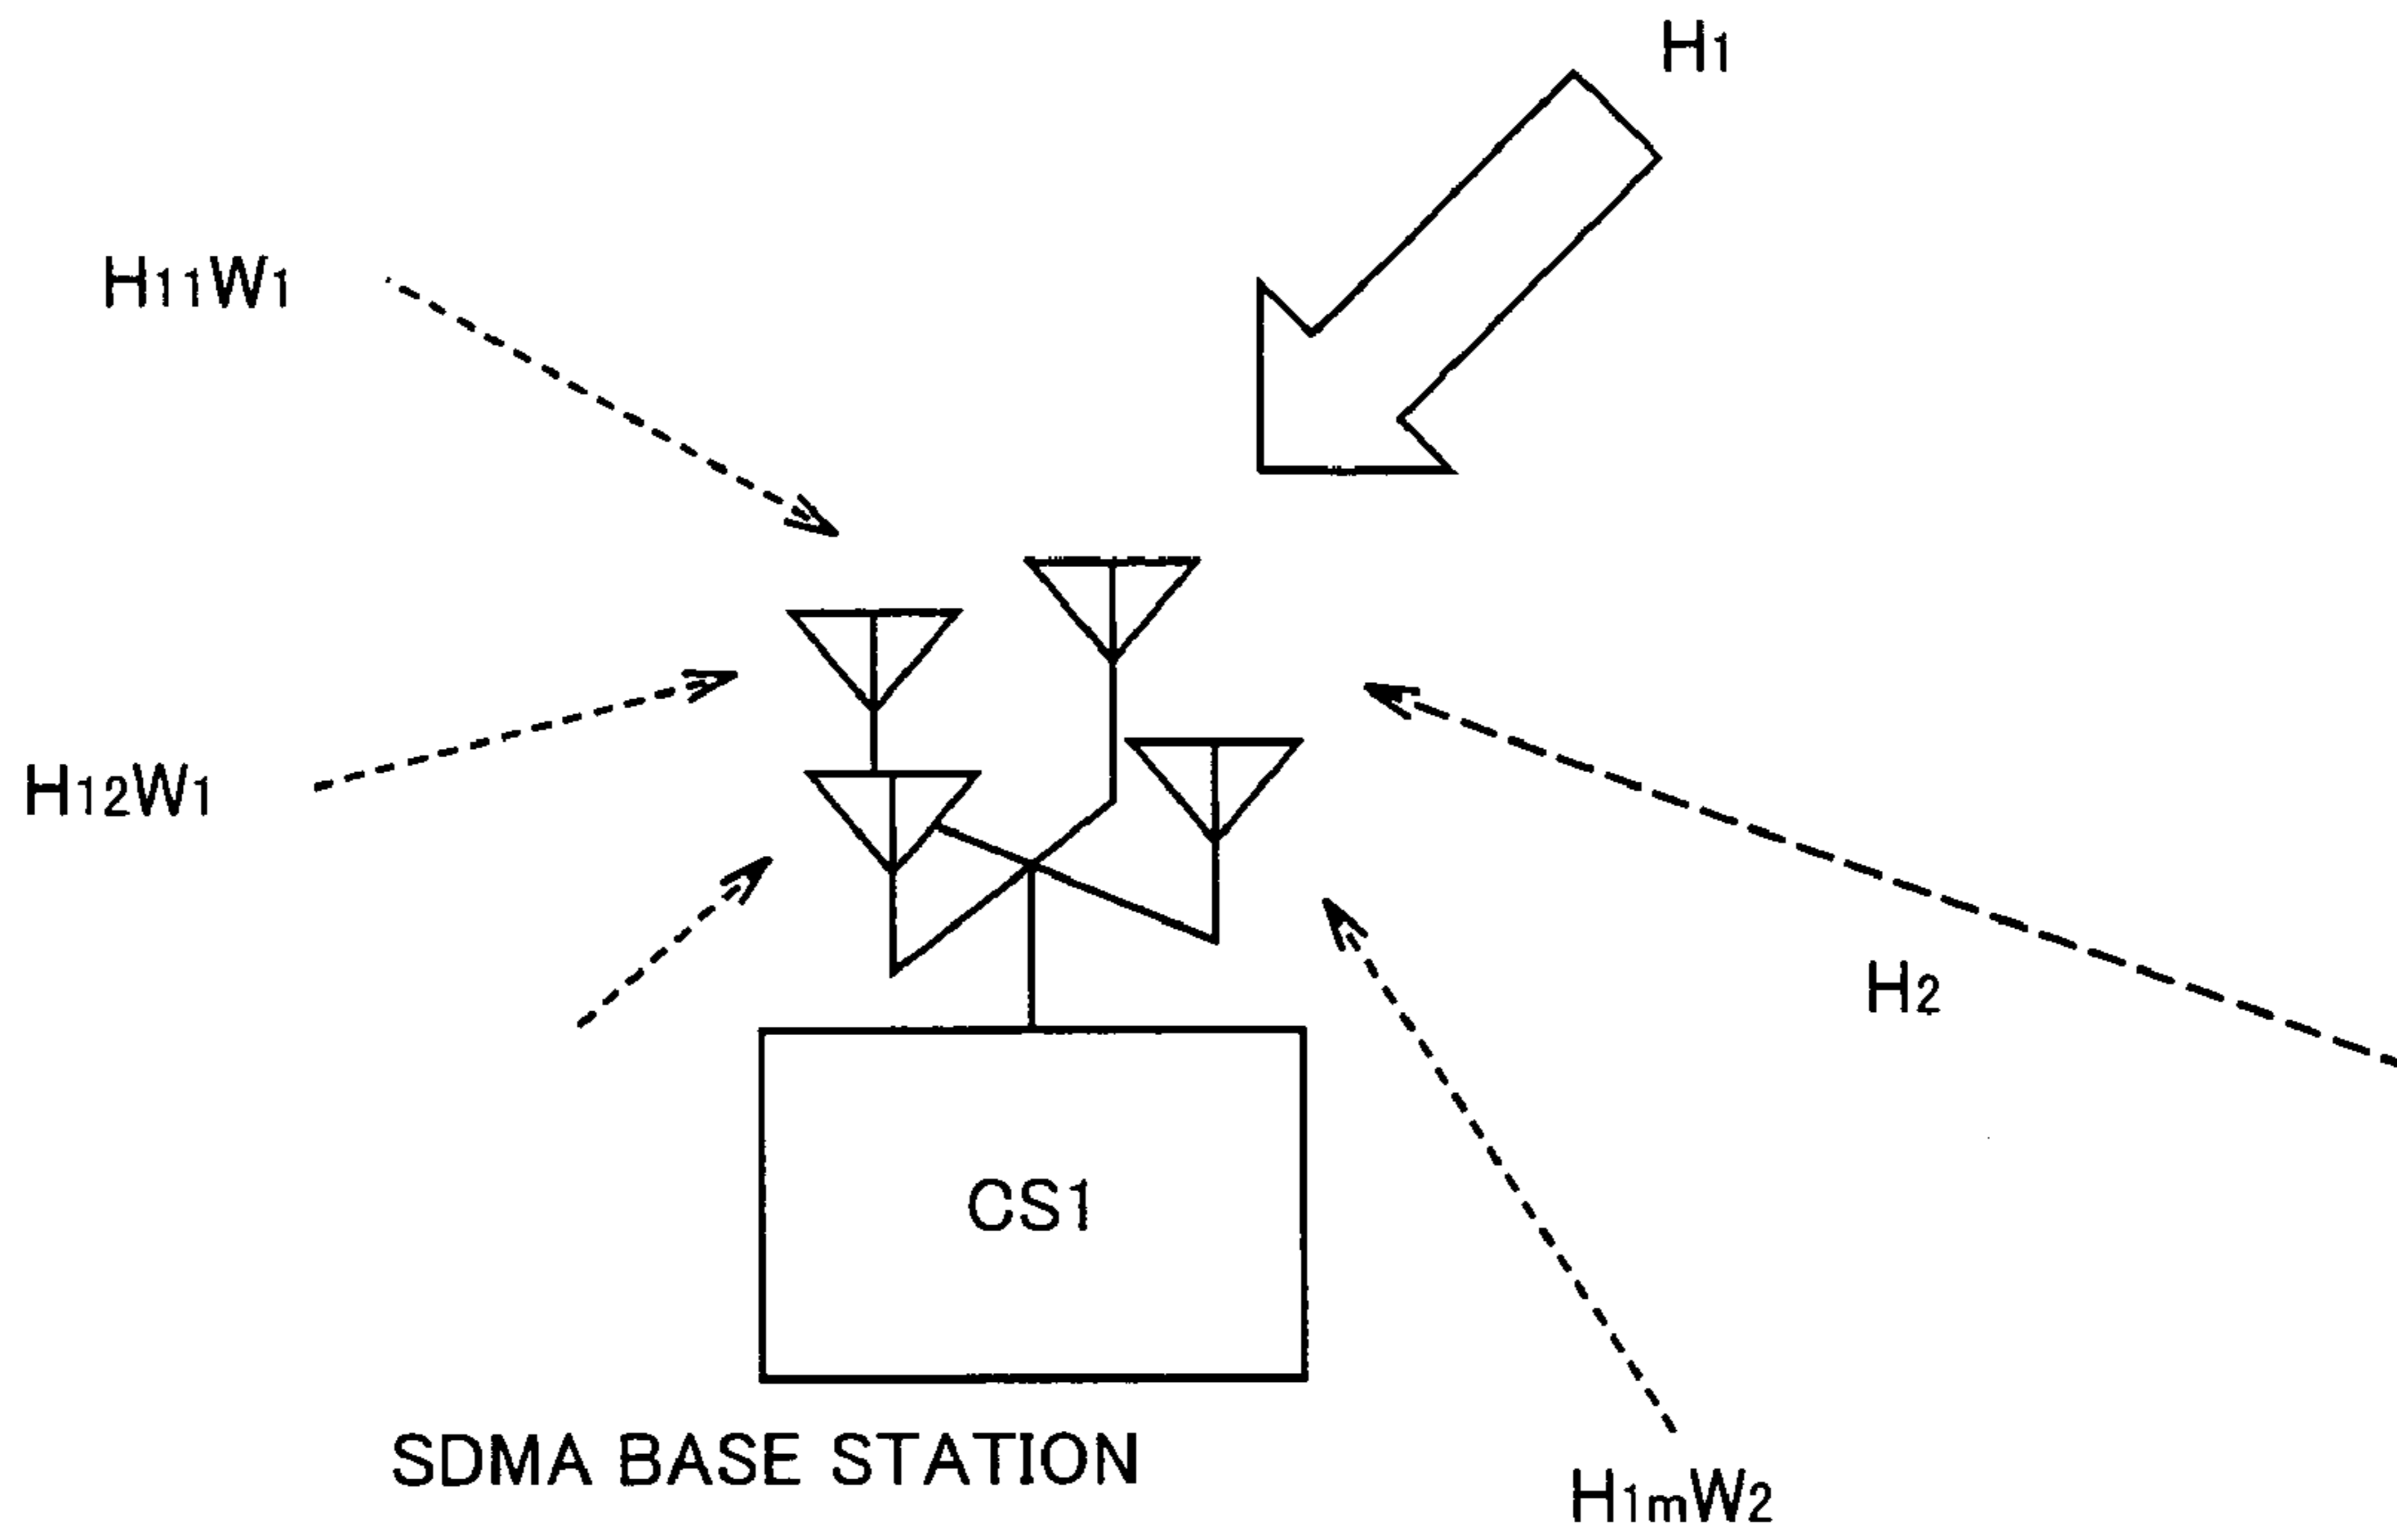 H1
H11W1
H12W1
H2
CS1
SDMA BASE STATION
H1mW2